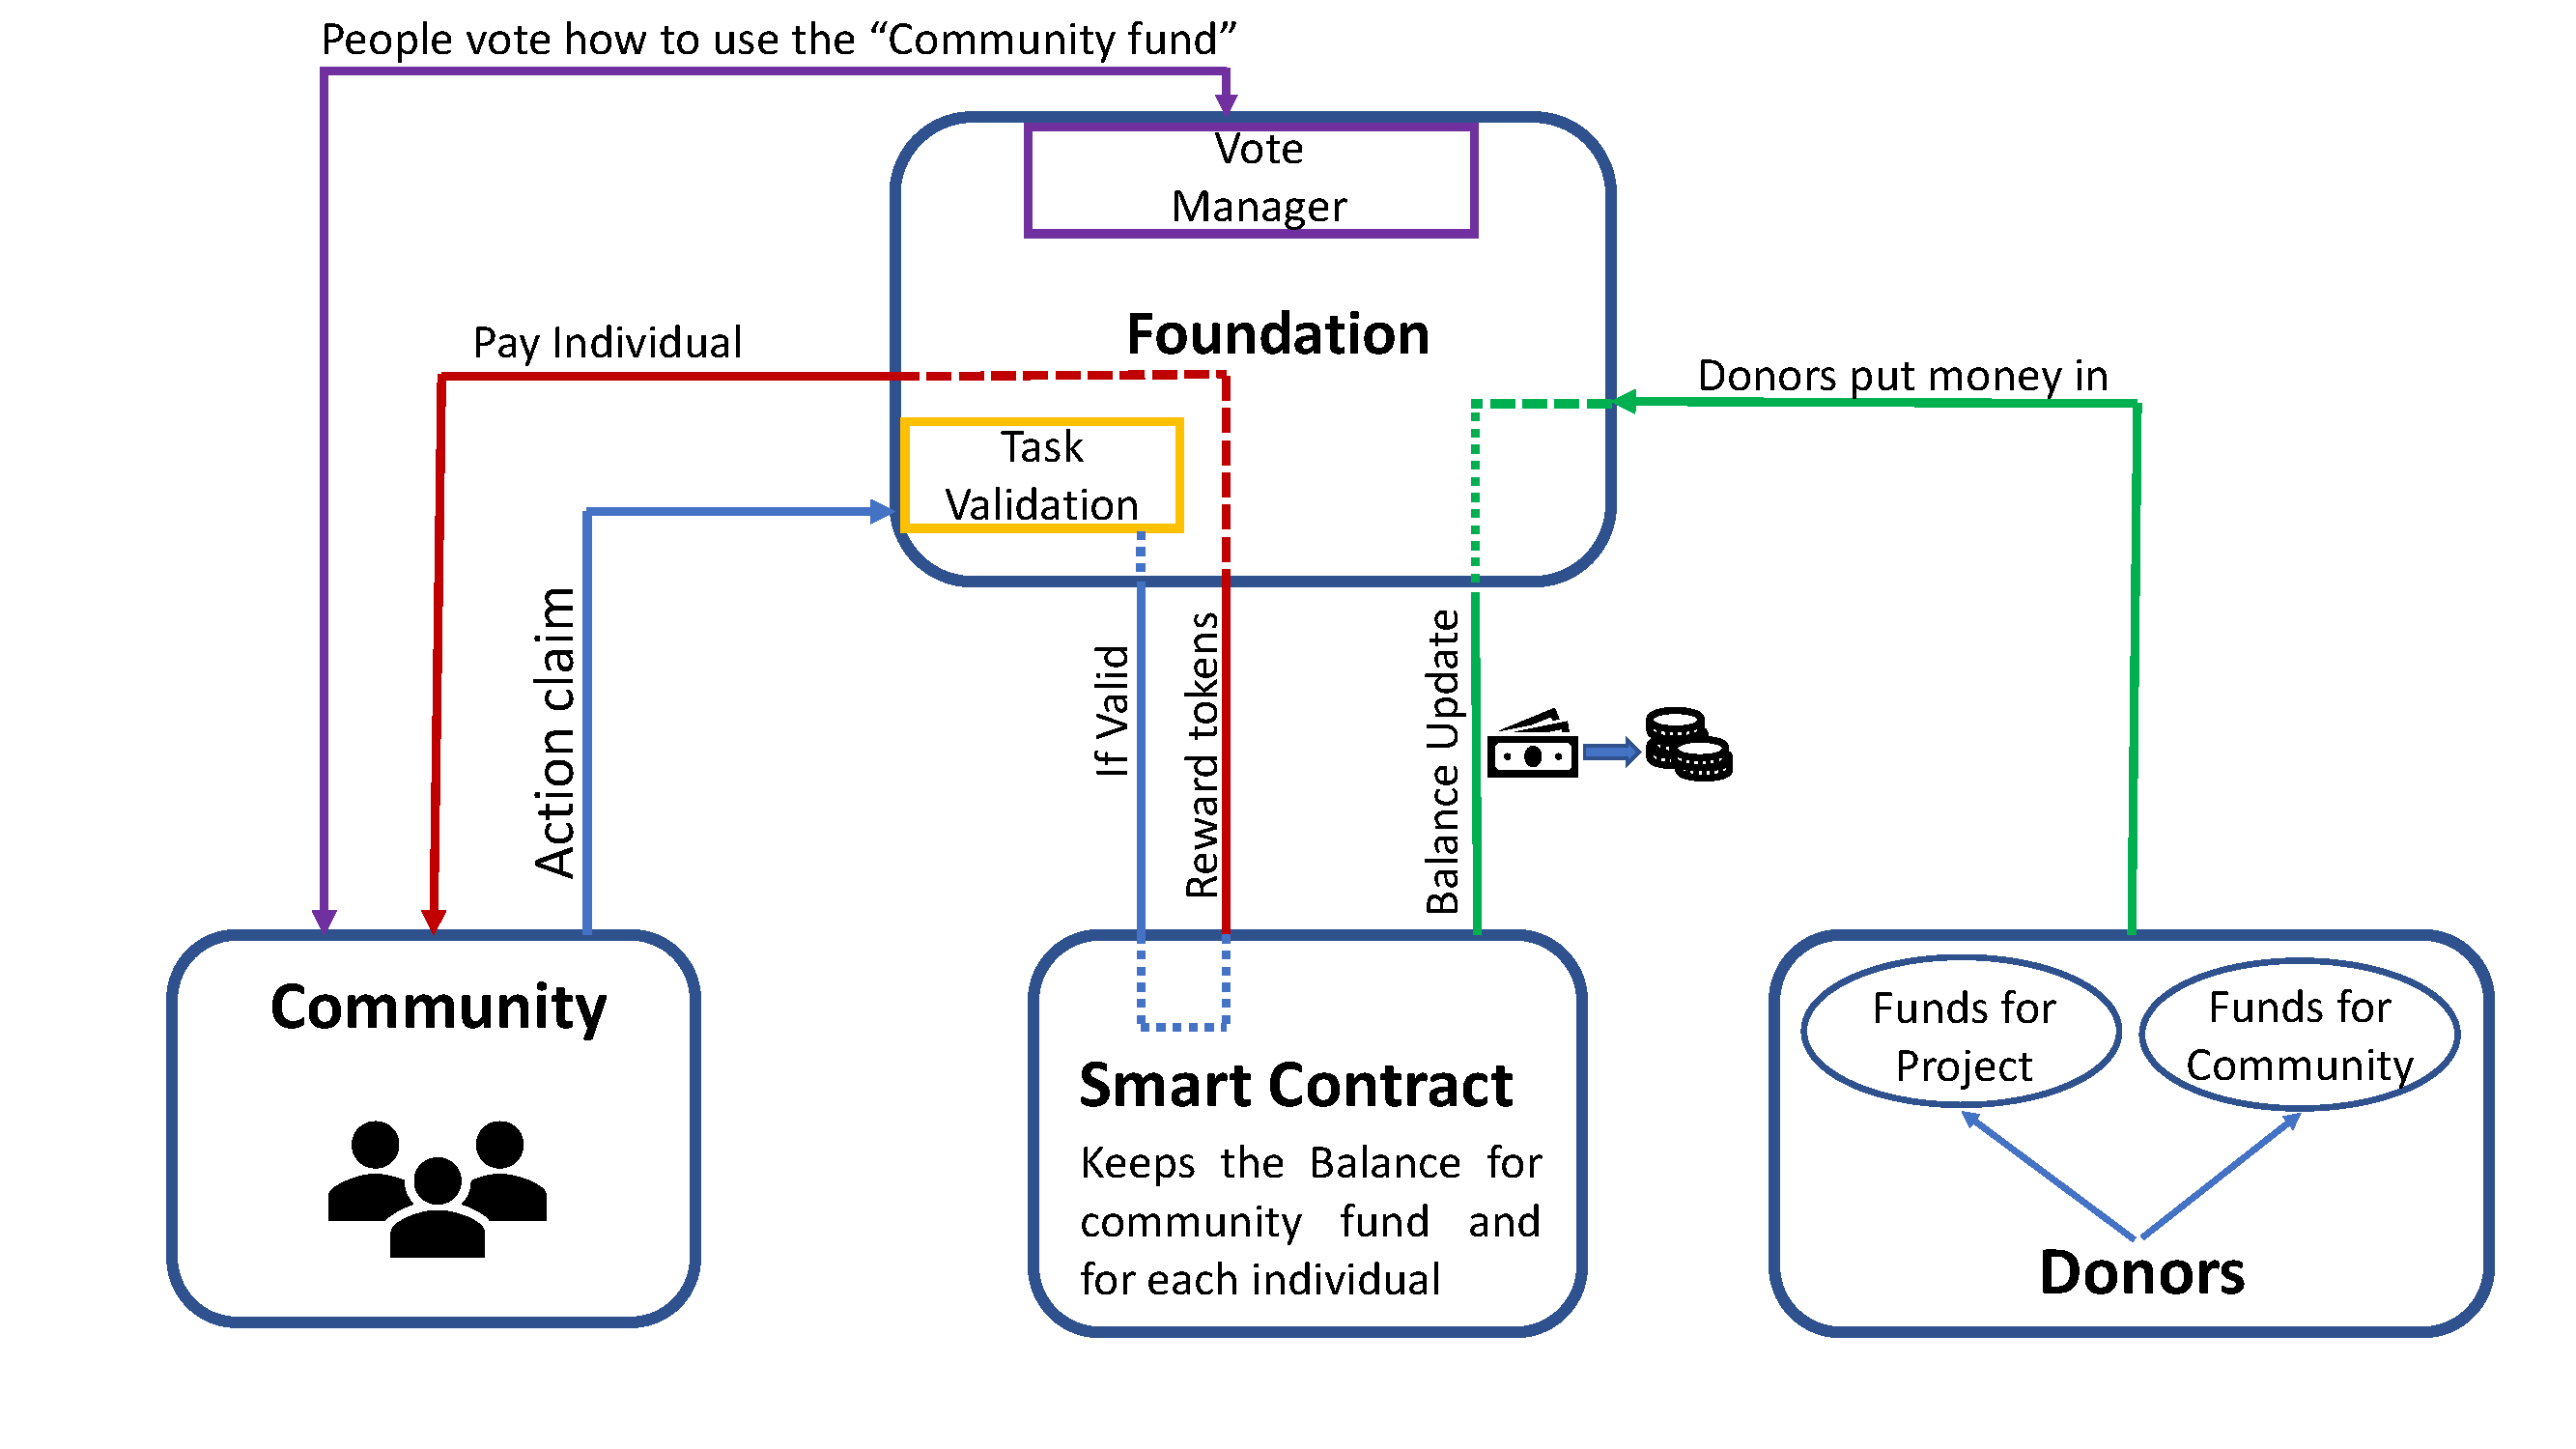 People vote how to use the “Community fund”
Vote
Manager
Foundation
Pay Individual
Donors put money in
Task
Validation
Action claim
If Valid
Reward tokens
Balance Update
Community
Smart Contract
Keeps the Balance for
community fund and
for each individual
Funds for
Project
Funds for
Community
Donors